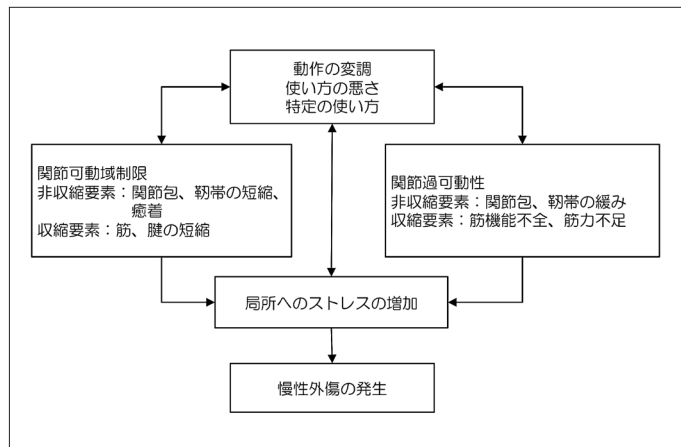 動作の変調
使い方の悪さ
特定の使い方
関節可動域制限
非収縮要素：関節包、靭帯の短縮、
癒着
収縮要素：筋、腱の短縮
関節過可動性
非収縮要素：関節包、靭帯の緩み
収縮要素：筋機能不全、筋力不足
局所へのストレスの増加
慢性外傷の発生